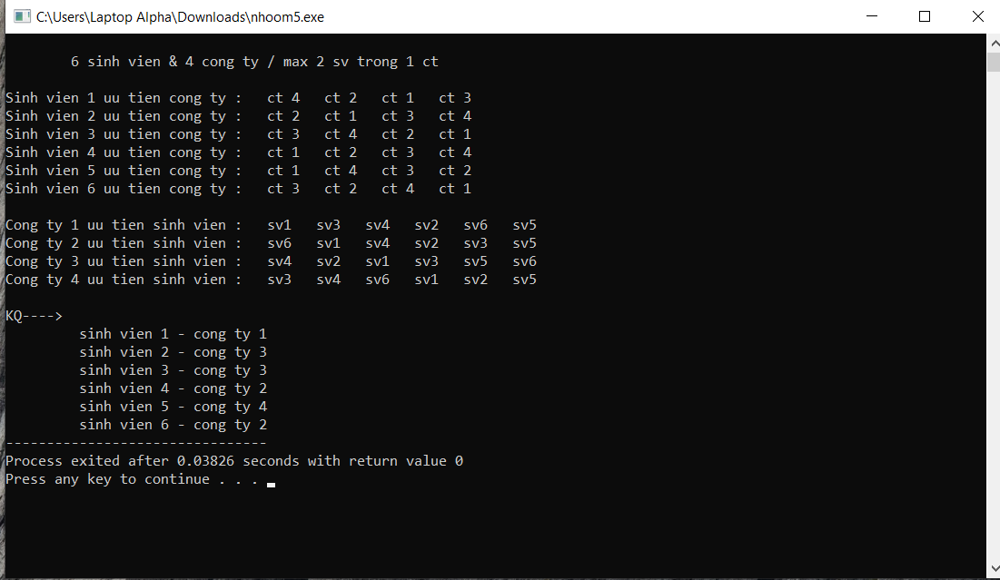 C:\Users\Laptop Alpha\Downloads\nhoom5.exe
6 sinh vien & 4 cong ty / max 2 sv trong 1 ct
Sinh vien 1 uu tien cong ty : ct 4 ct 2 ct 1 ct 3
Sinh vien 2 uu tien cong ty : ct 2 ct 1 ct 3 ct 4
Sinh vien 3 uu tien cong ty : ct 3 ct 4 ct 2 ct 1
Sinh vien 4 uu tien cong ty : ct 1 ct 2 ct 3 ct 4
Sinh vien 5 uu tien cong ty : ct 1 ct 4 ct 3 ct 2
Sinh vien 6 uu tien cong ty : ct 3 ct 2 ct 4 ct 1
Cong ty 1 uu tien sinh vien : sv1 sv3 sv4 sv2 sv6 sv5
Cong ty 2 uu tien sinh vien : sv6 sv1 sv4 sv2 sv3 sv5
Cong ty 3 uu tien sinh vien : sv4 sv2 sv1 sv3 sv5 sv6
Cong ty 4 uu tien sinh vien : sv3 sv4 sv6 sv1 sv2 sv5
KQ---->
sinh vien 1 - cong ty 1
sinh vien 2 - cong ty 3
sinh vien 3 - cong ty 3
sinh vien 4 - cong ty 2
sinh vien 5 - cong ty 4
sinh vien 6 - cong ty 2
--------------------------------
Process exited after 0.03826 seconds with return value 0
Press any key to continue . . .